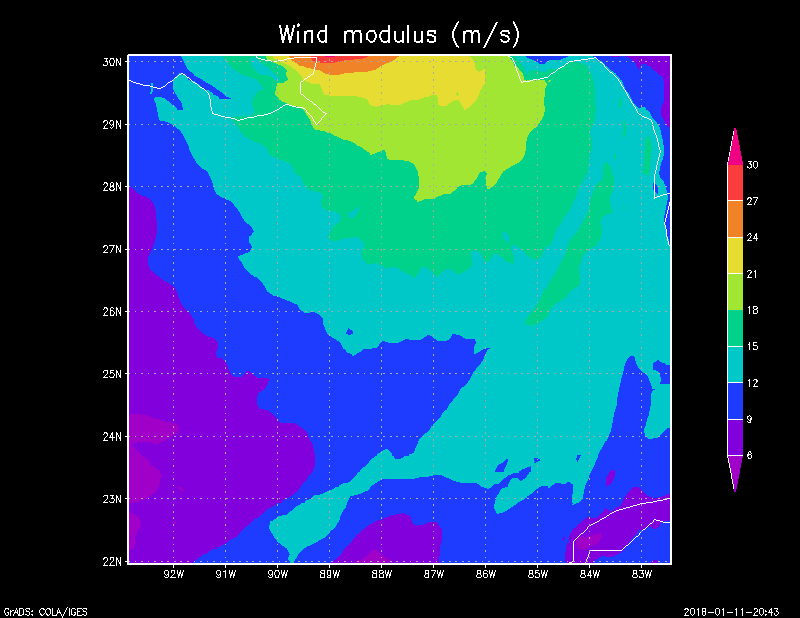 Wind modulus (m/s)
30N
29N
28N
27N
26N
25N
24N
23N
22N
92W 91W 90W 89W 88W 87W 86W 85W 84W 83W
30
27
24
21
18
15
12
9
6
GrADS: COLA/IGES
2018-01-11-20:43